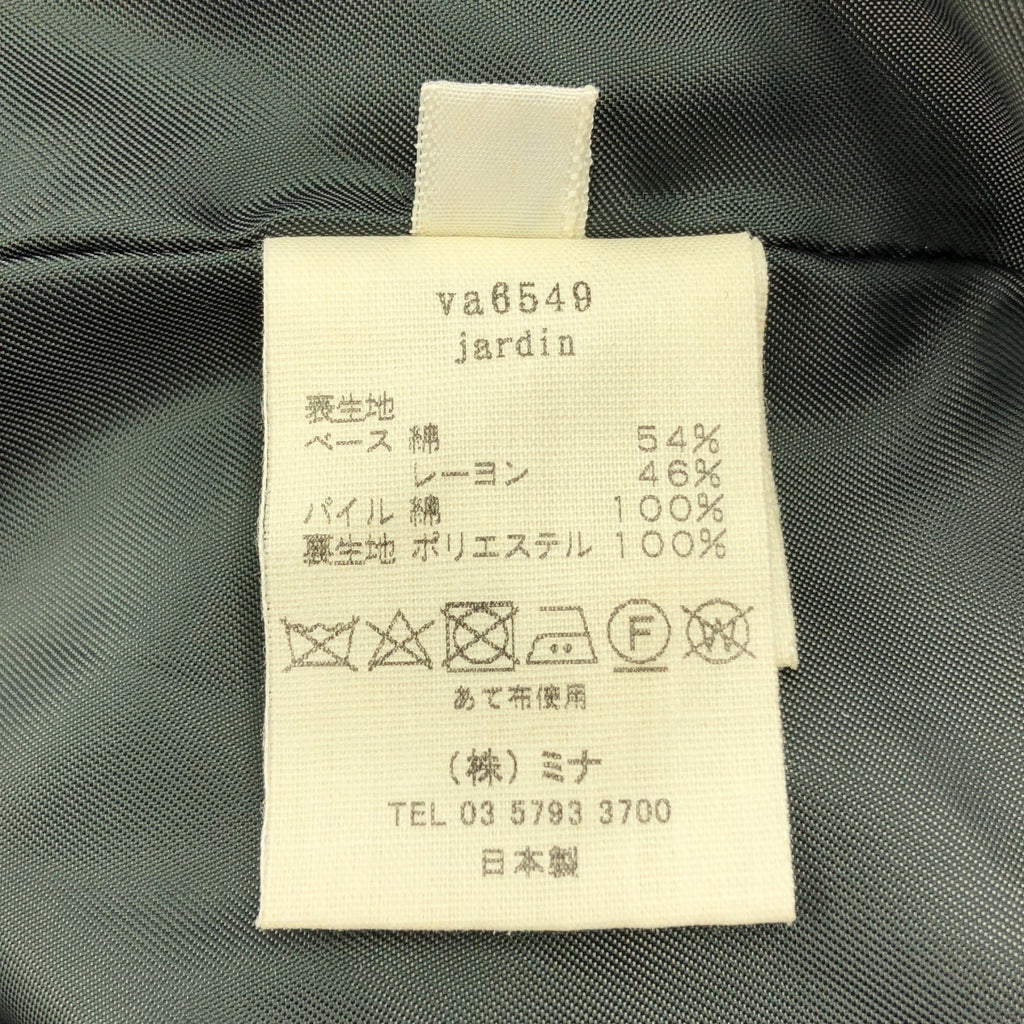 va6549
jardin
表生地
ベース 綿 54%
レーヨン 46%
パイル 綿 100%
裏生地 ポリエステル 100%
F W
あて布使用
(株)ミナ
TEL 03 5793 3700
日本製